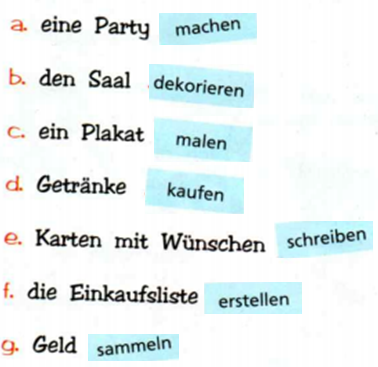 a. eine Party machen
b. den Saal dekorieren
c. ein Plakat malen
d. Getränke kaufen
e. Karten mit Wünschen schreiben
f. die Einkaufsliste erstellen
g. Geld sammeln